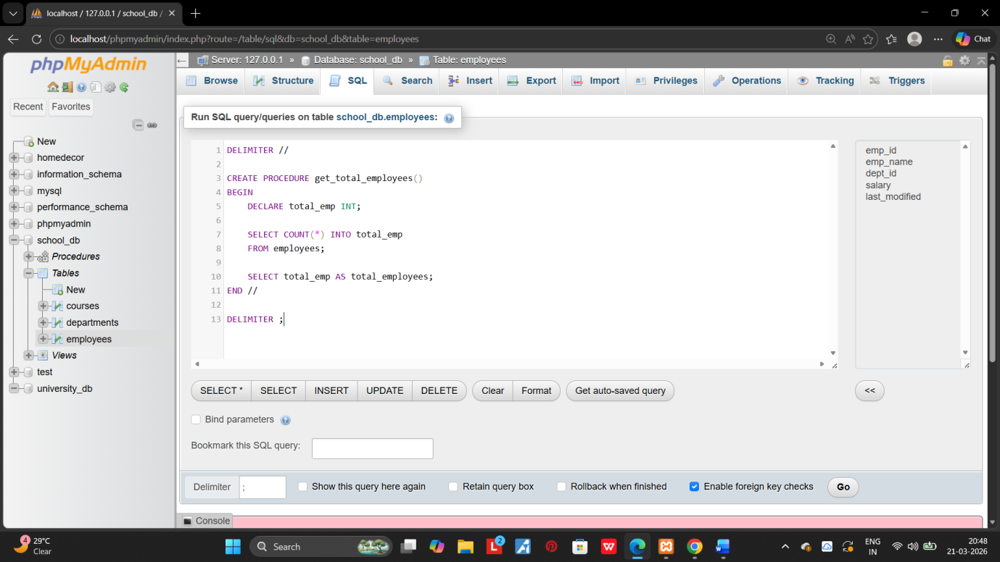 localhost / 127.0.0.1 / school_db /
localhost/phpmyadmin/index.php?route=/table/sql&db=school_db&table=employees
Chat
phpMyAdmin
Recent
Favorites
New
homedecor
information_schema
mysql
performance_schema
phpmyadmin
school_db
Procedures
Tables
New
courses
departments
employees
Views
test
university_db
Server: 127.0.0.1 » Database: school_db » Table: employees
Browse
Structure
SQL
Search
Insert
Export
Import
Privileges
Operations
Tracking
Triggers
Run SQL query/queries on table school_db.employees:
1 DELIMITER //
2
3 CREATE PROCEDURE get_total_employees()
4 BEGIN
5 DECLARE total_emp INT;
6
7 SELECT COUNT(*) INTO total_emp
8 FROM employees;
9
10 SELECT total_emp AS total_employees;
11 END //
12
13 DELIMITER ;
emp_id
emp_name
dept_id
salary
last_modified
SELECT *
SELECT
INSERT
UPDATE
DELETE
Clear
Format
Get auto-saved query
<<
Bind parameters
Bookmark this SQL query:
Delimiter ;
Show this query here again
Retain query box
Rollback when finished
Enable foreign key checks
Go
Console
4
29°C
Clear
Search
2
ENG
IN
20:48
21-03-2026